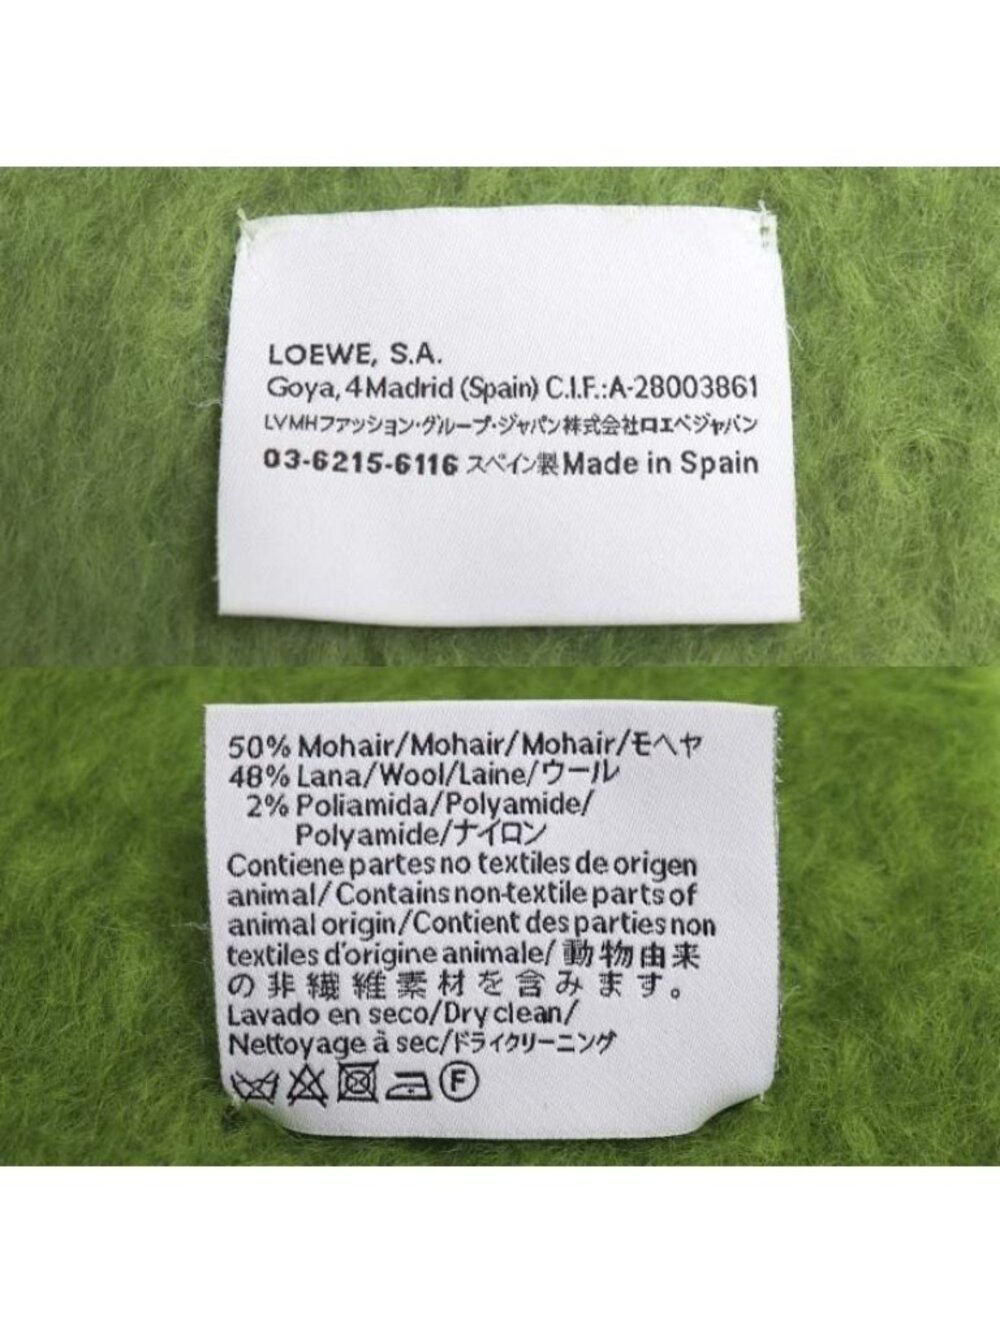 LOEWE, S.A.
Goya, 4 Madrid (Spain) C.I.F.:A-28003861
LVMHファッション・グループ・ジャパン株式会社ロエベジャパン
03-6215-6116 スペイン製 Made in Spain
50% Mohair/Mohair/Mohair/モヘヤ
48% Lana/Wool/Laine/ウール
2% Poliamida/Polyamide/
Polyamide/ナイロン
Contiene partes no textiles de origen
animal/Contains non-textile parts of
animal origin/Contient des parties non
textiles d'origine animale/動物由来
の非繊維素材を含みます。
Lavado en seco/Dry clean/
Nettoyage à sec/ドライクリーニング
F